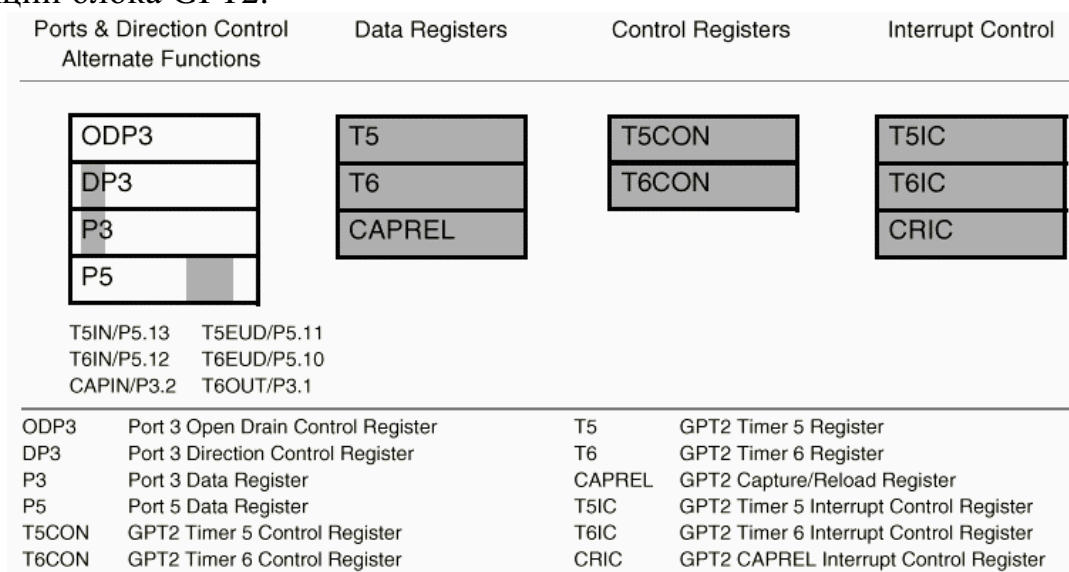 блока GPT2.
Ports & Direction Control Data Registers Control Registers Interrupt Control
Alternate Functions
ODP3 T5 T5CON T5IC
DP3 T6 T6CON T6IC
P3 CAPREL CRIC
P5
T5IN/P5.13 T5EUD/P5.11
T6IN/P5.12 T6EUD/P5.10
CAPIN/P3.2 T6OUT/P3.1
ODP3 Port 3 Open Drain Control Register T5 GPT2 Timer 5 Register
DP3 Port 3 Direction Control Register T6 GPT2 Timer 6 Register
P3 Port 3 Data Register CAPREL GPT2 Capture/Reload Register
P5 Port 5 Data Register T5IC GPT2 Timer 5 Interrupt Control Register
T5CON GPT2 Timer 5 Control Register T6IC GPT2 Timer 6 Interrupt Control Register
T6CON GPT2 Timer 6 Control Register CRIC GPT2 CAPREL Interrupt Control Register